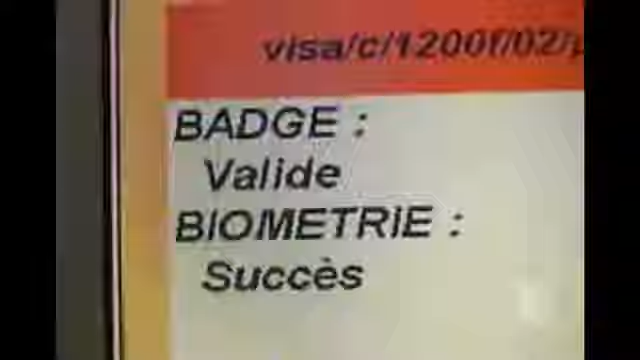 visa/c/1200f/02/
BADGE :
Valide
BIOMETRIE :
Succès